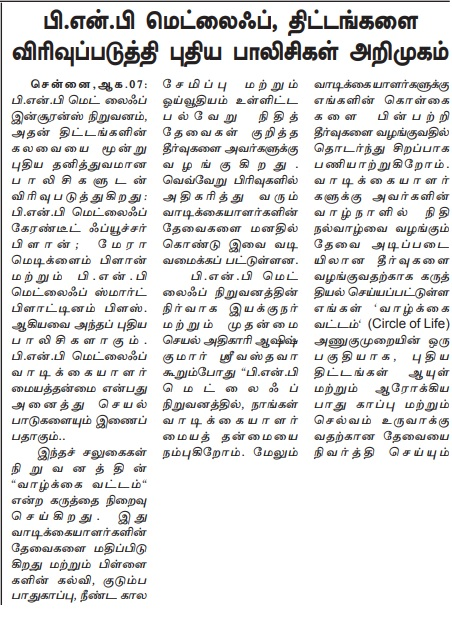 பி.என்.பி மெட்லைஃப், திட்டங்களை
விரிவுப்படுத்தி புதிய பாலிசிகள் அறிமுகம்
சென்னை,ஆக.07:
பி.என்.பி மெட் லைஃப்
இன்சூரன்ஸ் நிறுவனம்,
அதன் திட்டங்களின்
கலவையை மூன்று
புதிய தனித்துவமான
பாலிசிகளுடன்
விரிவுபடுத்துகிறது:
பி.என்.பி மெட்லைஃப்
கேரண்டீட் ஃப்யூச்சர்
பிளான்; மேரா
மெடிக்ளைம் பிளான்
மற்றும் பி.என்.பி
மெட்லைஃப் ஸ்மார்ட்
பிளாட்டினம் பிளஸ்.
ஆகியவை அந்தப் புதிய
பாலிசிகளாகும்.
பி.என்.பி மெட்லைஃப்
வாடிக்கையாளர்
மையத்தன்மை என்பது
அனைத்து செயல்
பாடுகளையும் இணைப்
பதாகும்..
இந்தச் சலுகைகள்
நிறுவனத்தின்
“வாழ்க்கை வட்டம்“
என்ற கருத்தை நிறைவு
செய்கிறது. இது
வாடிக்கையாளர்களின்
தேவைகளை மதிப்பிடு
கிறது மற்றும் பிள்ளை
களின் கல்வி, குடும்ப
பாதுகாப்பு, நீண்ட கால
சேமிப்பு மற்றும்
ஓய்வூதியம் உள்ளிட்ட
பல்வேறு நிதித்
தேவைகள் குறித்த
தீர்வுகளை அவர்களுக்கு
வழங்குகிறது.
வெவ்வேறு பிரிவுகளில்
அதிகரித்து வரும்
வாடிக்கையாளர்களின்
தேவைகளை மனதில்
கொண்டு இவை வடி
வமைக்கப் பட்டுள்ளன.
பி.என்.பி மெட்
லைஃப் நிறுவனத்தின்
நிர்வாக இயக்குநர்
மற்றும் முதன்மை
செயல் அதிகாரி ஆஷிஷ்
குமார் ஸ்ரீவஸ்தவா
கூறும்போது “பி.என்.பி
மெட்லைஃப்
நிறுவனத்தில், நாங்கள்
வாடிக்கையாளர்
மையத் தன்மையை
நம்புகிறோம். மேலும்
வாடிக்கையாளர்களுக்கு
எங்களின் கொள்கை
களை பின்பற்றி
தீர்வுகளை வழங்குவதில்
தொடர்ந்து சிறப்பாக
பணியாற்றுகிறோம்.
வாடிக்கையாளர்
களுக்கு அவர்களின்
வாழ்நாளில் நிதி
நல்வாழ்வை வழங்கும்
தேவை அடிப்படை
யிலான தீர்வுகளை
வழங்குவதற்காக கருத்
தியல் செய்யப்பட்டுள்ள
எங்கள் ‘வாழ்க்கை
வட்டம்‘ (Circle of Life)
அணுகுமுறையின் ஒரு
பகுதியாக, புதிய
திட்டங்கள் ஆயுள்
மற்றும் ஆரோக்கிய
பாது காப்பு மற்றும்
செல்வம் உருவாக்கு
வதற்கான தேவையை
நிவர்த்தி செய்யும்